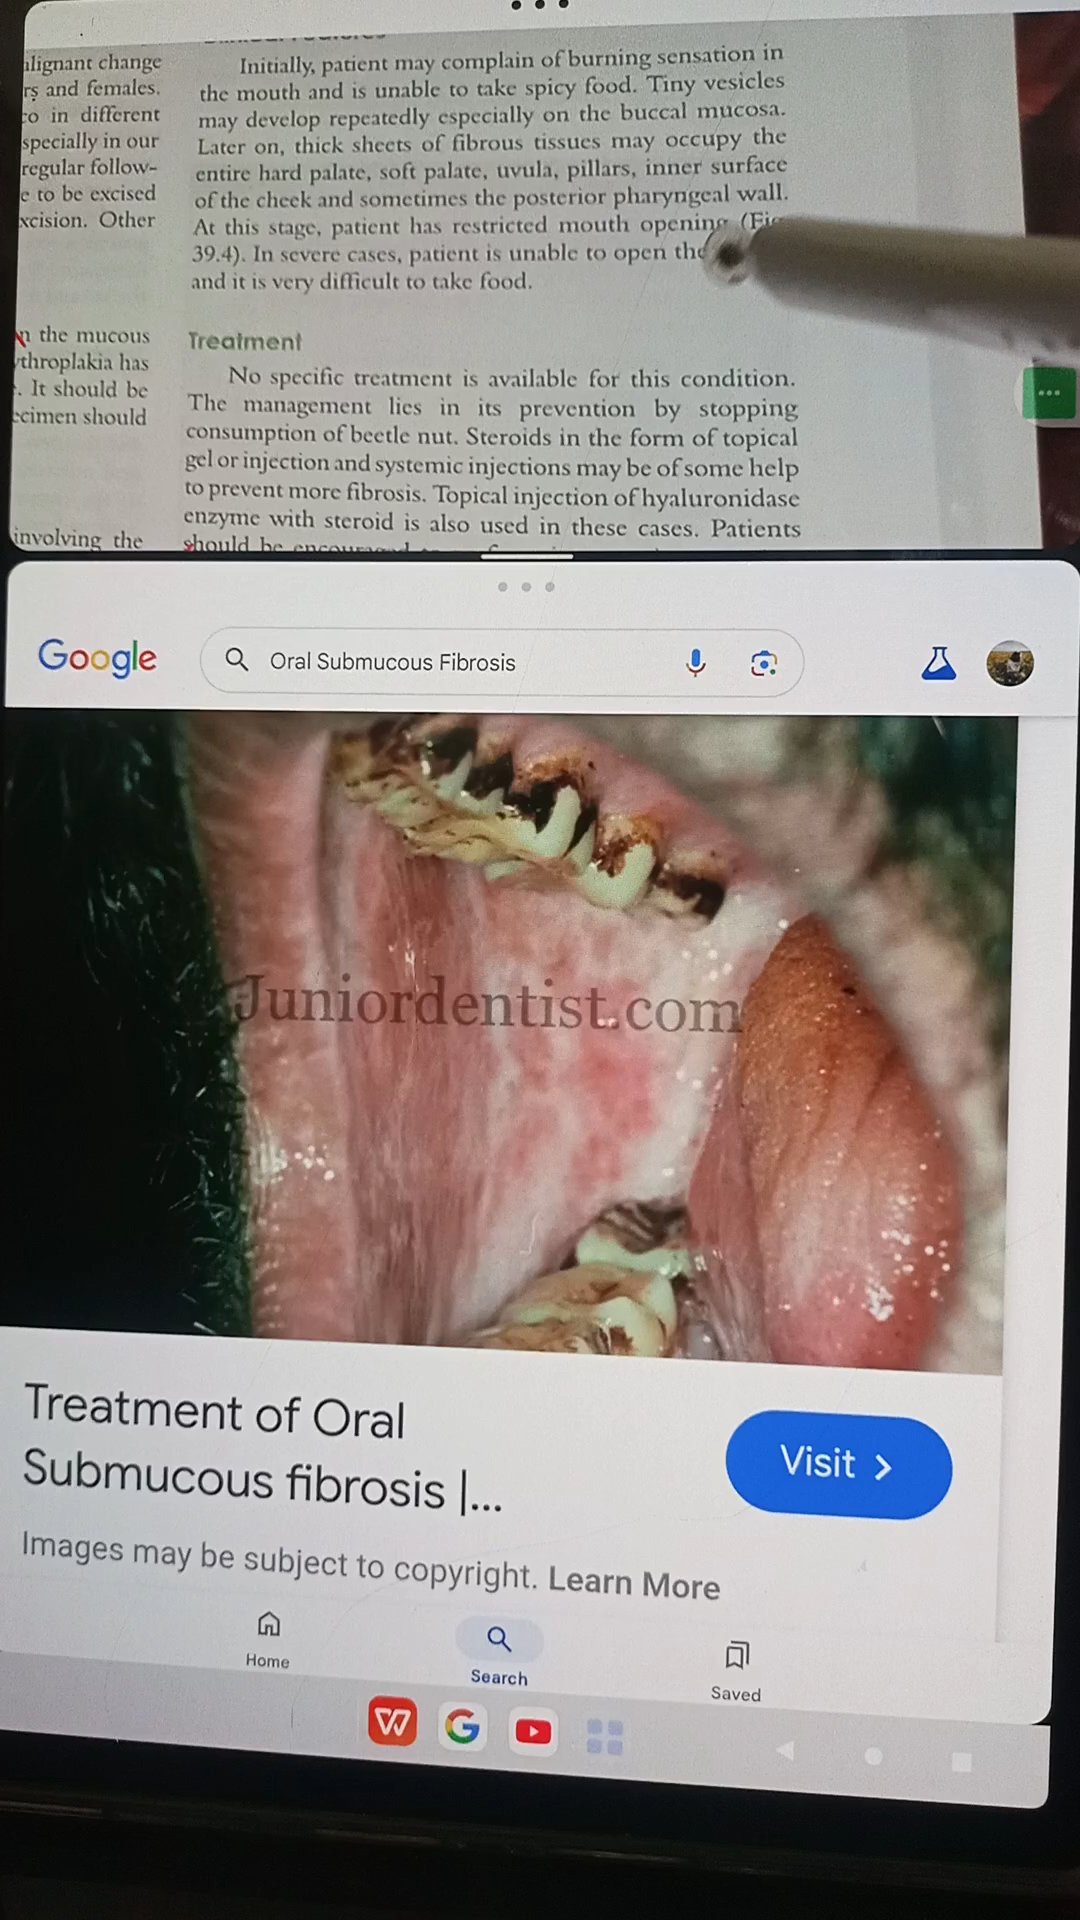 alignant change
rs and females.
to in different
specially in our
regular follow-
e to be excised
xcision. Other
n the mucous
ythroplakia has
. It should be
ecimen should
involving the
Initially, patient may complain of burning sensation in
the mouth and is unable to take spicy food. Tiny vesicles
may develop repeatedly especially on the buccal mucosa.
Later on, thick sheets of fibrous tissues may occupy the
entire hard palate, soft palate, uvula, pillars, inner surface
of the cheek and sometimes the posterior pharyngeal wall.
At this stage, patient has restricted mouth opening (Fig
39.4). In severe cases, patient is unable to open the
and it is very difficult to take food.
Treatment
No specific treatment is available for this condition.
The management lies in its prevention by stopping
consumption of beetle nut. Steroids in the form of topical
gel or injection and systemic injections may be of some help
to prevent more fibrosis. Topical injection of hyaluronidase
enzyme with steroid is also used in these cases. Patients
should be
Google
Oral Submucous Fibrosis
Juniordentist.com
Treatment of Oral
Submucous fibrosis |...
Visit >
Images may be subject to copyright. Learn More
Home
Search
Saved